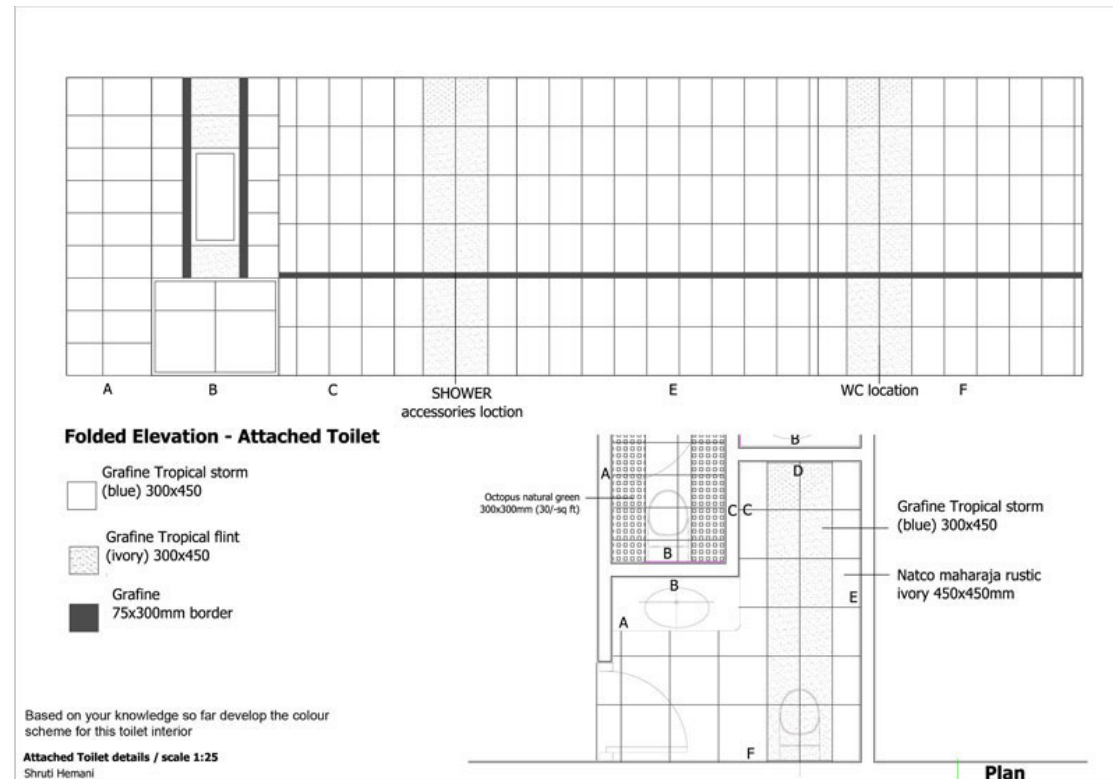 A
B
C
SHOWER
accessories loction
E
WC location
F
Folded Elevation - Attached Toilet
Grafine Tropical storm
(blue) 300x450
Grafine Tropical flint
(ivory) 300x450
Grafine
75x300mm border
Based on your knowledge so far develop the colour
scheme for this toilet interior
Attached Toilet details / scale 1:25
Shruti Hemani
B
A
D
Octopus natural green
300x300mm (30/-sq ft)
C
C
B
B
A
E
F
Grafine Tropical storm
(blue) 300x450
Natco maharaja rustic
ivory 450x450mm
Plan